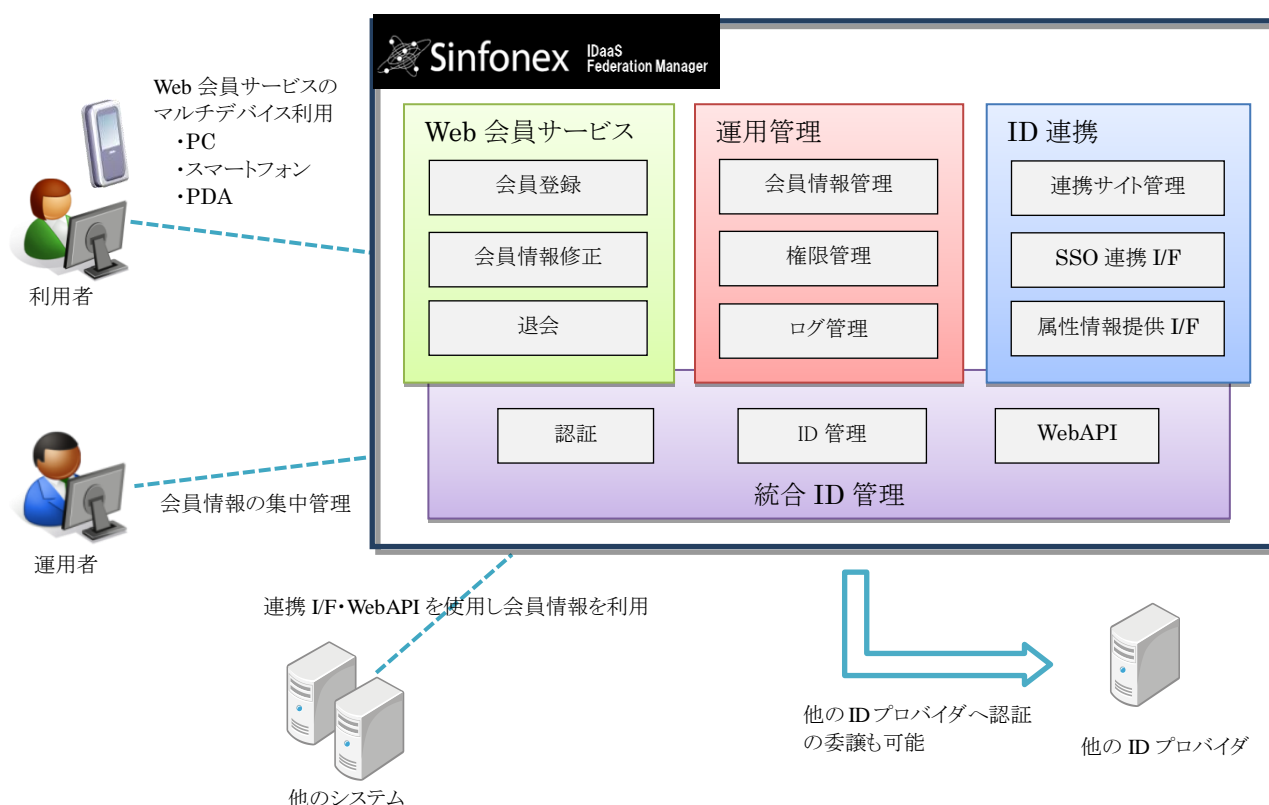 Sinfonex IDaaS
Federation Manager
Web 会員サービスの
マルチデバイス利用
・PC
・スマートフォン
・PDA
利用者
Web 会員サービス
会員登録
会員情報修正
退会
運用管理
会員情報管理
権限管理
ログ管理
ID 連携
連携サイト管理
SSO 連携 I/F
属性情報提供 I/F
認証
ID 管理
WebAPI
統合 ID 管理
会員情報の集中管理
運用者
連携 I/F・WebAPI を使用し会員情報を利用
他のシステム
他の ID プロバイダへ認証
の委譲も可能
他の ID プロバイダ